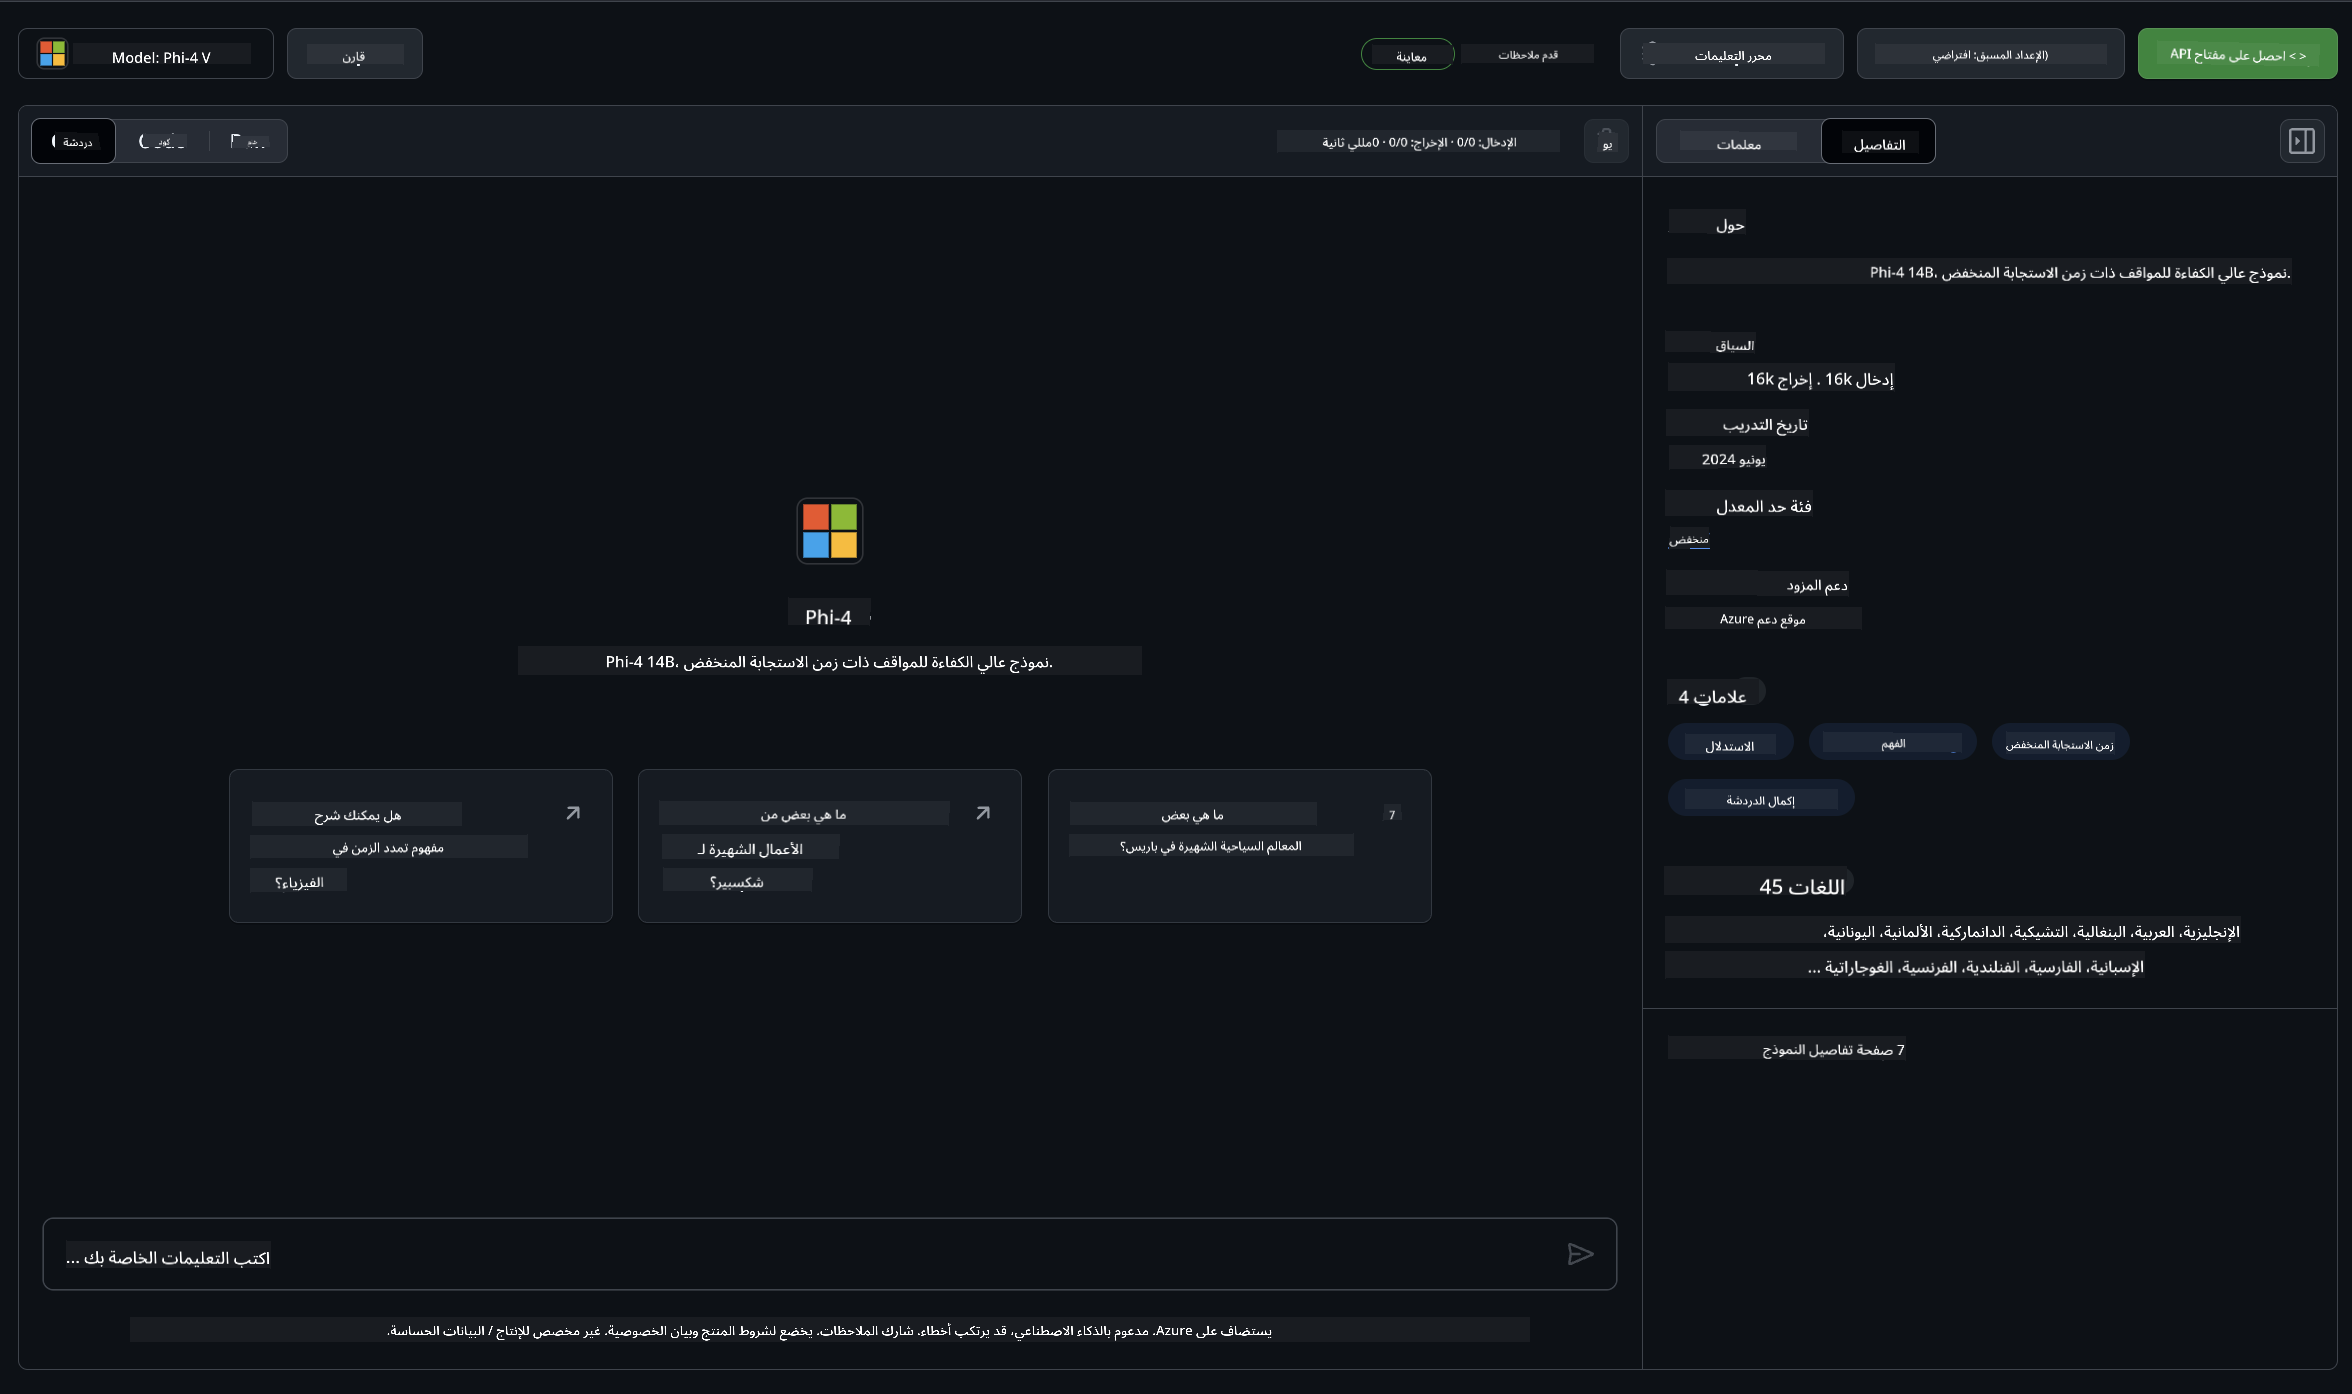 Model: Phi-4 V
قارن
معاينة
قدم ملاحظات
محرر التعليمات
(الإعداد المسبق: افتراضي
< > احصل على مفتاح API
دردشة
كود
الإدخال: 0/0 · الإخراج: 0/0 · 0مللي ثانية
يو
معلمات
التفاصيل
Phi-4
Phi-4 14B، نموذج عالي الكفاءة للمواقف ذات زمن الاستجابة المنخفض.
هل يمكنك شرح
مفهوم تمدد الزمن في
الفيزياء؟
ما هي بعض من
الأعمال الشهيرة لـ
شكسبير؟
ما هي بعض
7
المعالم السياحية الشهيرة في باريس؟
اكتب التعليمات الخاصة بك ...
يستضاف على Azure. مدعوم بالذكاء الاصطناعي، قد يرتكب أخطاء. شارك الملاحظات. يخضع لشروط المنتج وبيان الخصوصية. غير مخصص للإنتاج / البيانات الحساسة.
حول
Phi-4 14B، نموذج عالي الكفاءة للمواقف ذات زمن الاستجابة المنخفض.
السياق
إدخال 16k . إخراج 16k
تاريخ التدريب
يونيو 2024
فئة حد المعدل
منخفض
دعم المزود
موقع دعم Azure
علامات 4
الاستدلال
الفهم
زمن الاستجابة المنخفض
إكمال الدردشة
اللغات 45
الإنجليزية، العربية، البنغالية، التشيكية، الدانماركية، الألمانية، اليونانية،
الإسبانية، الفارسية، الفنلندية، الفرنسية، الغوجاراتية ...
7 صفحة تفاصيل النموذج